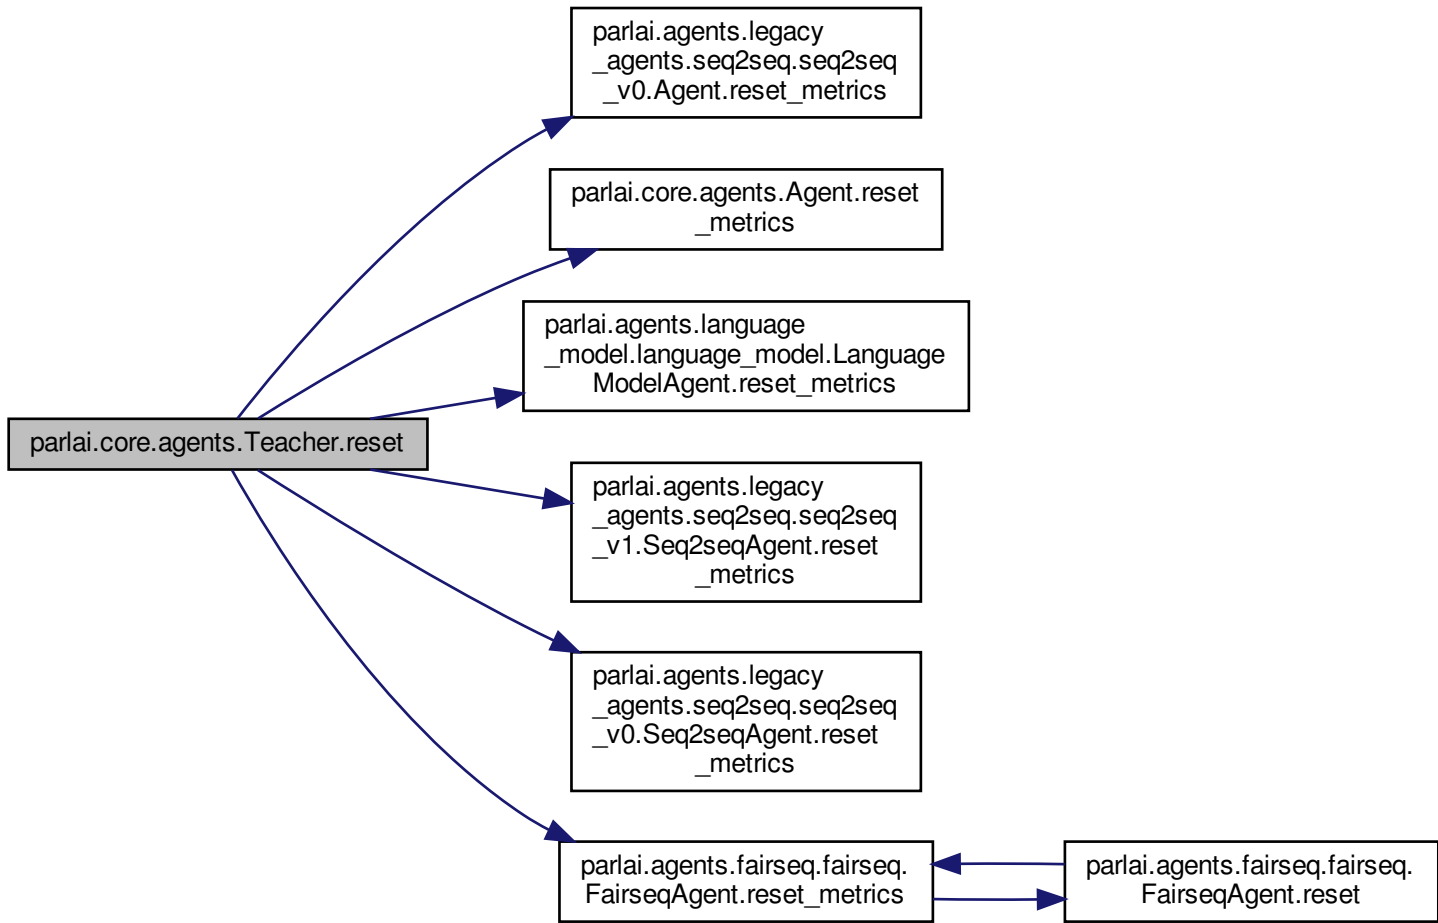 parlai.agents.legacy
_agents.seq2seq.seq2seq
_v0.Agent.reset_metrics
parlai.core.agents.Agent.reset
_metrics
parlai.agents.language
_model.language_model.Language
ModelAgent.reset_metrics
parlai.core.agents.Teacher.reset
parlai.agents.legacy
_agents.seq2seq.seq2seq
_v1.Seq2seqAgent.reset
_metrics
parlai.agents.legacy
_agents.seq2seq.seq2seq
_v0.Seq2seqAgent.reset
_metrics
parlai.agents.fairseq.fairseq.
FairseqAgent.reset_metrics
parlai.agents.fairseq.fairseq.
FairseqAgent.reset